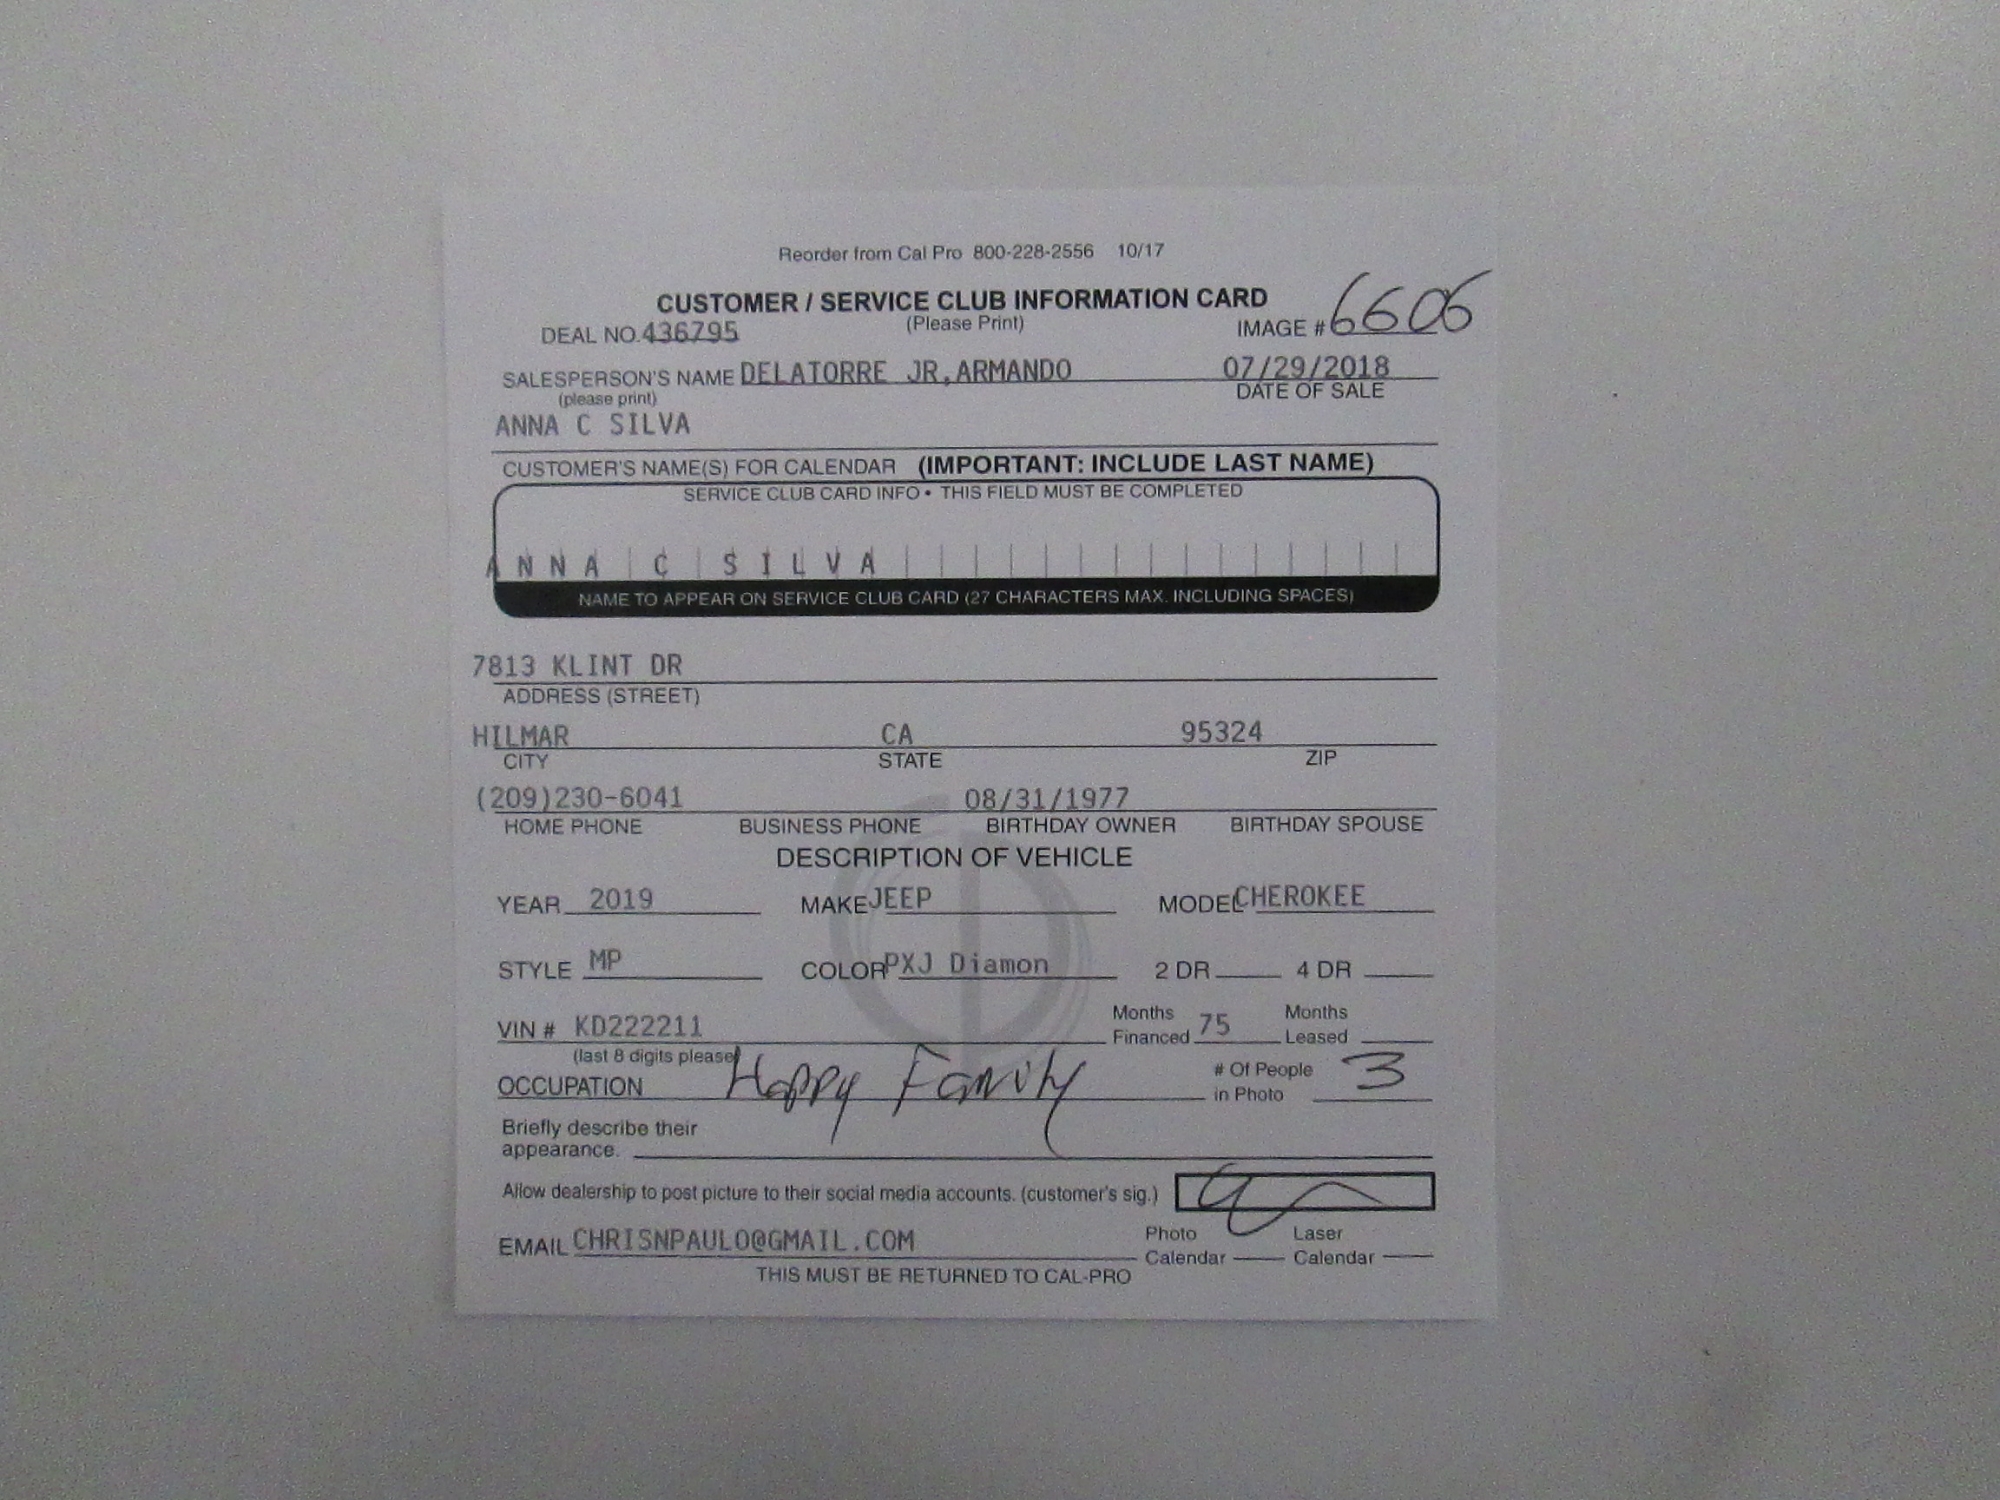 Reorder from Cal Pro 800-228-2556 10/17
CUSTOMER / SERVICE CLUB INFORMATION CARD
(Please Print)
DEAL NO. 436795 IMAGE # 6606
SALESPERSON'S NAME DELATORRE JR,ARMANDO 07/29/2018
(please print) DATE OF SALE
ANNA C SILVA
CUSTOMER'S NAME(S) FOR CALENDAR (IMPORTANT: INCLUDE LAST NAME)
SERVICE CLUB CARD INFO • THIS FIELD MUST BE COMPLETED
ANNA C SILVA
NAME TO APPEAR ON SERVICE CLUB CARD (27 CHARACTERS MAX. INCLUDING SPACES)
7813 KLINT DR
ADDRESS (STREET)
HILMAR CA 95324
CITY STATE ZIP
(209)230-6041 08/31/1977
HOME PHONE BUSINESS PHONE BIRTHDAY OWNER BIRTHDAY SPOUSE
DESCRIPTION OF VEHICLE
YEAR 2019 MAKE JEEP MODEL CHEROKEE
STYLE MP COLOR PXJ Diamon 2 DR 4 DR
VIN # KD222211 Months Financed 75 Months Leased
(last 8 digits please)
OCCUPATION Happy Family # Of People in Photo 3
Briefly describe their
appearance.
Allow dealership to post picture to their social media accounts. (customer's sig.)
EMAIL CHRISNPAULO@GMAIL.COM Photo Calendar Laser Calendar
THIS MUST BE RETURNED TO CAL-PRO